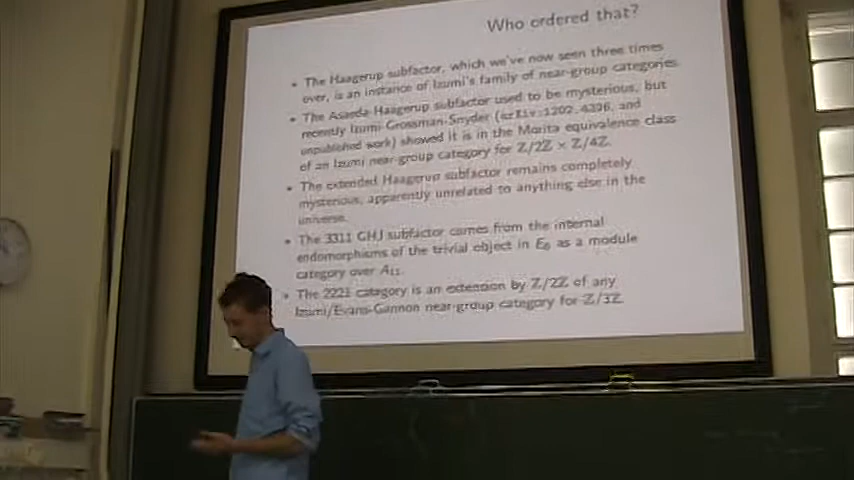 Who ordered that?
• The Haagerup subfactor, which we've now seen three times
over, is an instance of Izumi's family of near-group categories.
• The Asaeda-Haagerup subfactor used to be mysterious, but
recently Izumi-Grossman-Snyder (arXiv:1202.4396, and
unpublished work) showed it is in the Morita equivalence class
of an Izumi near-group category for ℤ/2ℤ × ℤ/4ℤ.
• The extended Haagerup subfactor remains completely
mysterious, apparently unrelated to anything else in the
universe.
• The 3311 GHJ subfactor comes from the internal
endomorphisms of the trivial object in E₆ as a module
category over A₁₁.
• The 2221 category is an extension by ℤ/2ℤ of any
Izumi/Evans-Gannon near-group category for ℤ/3ℤ